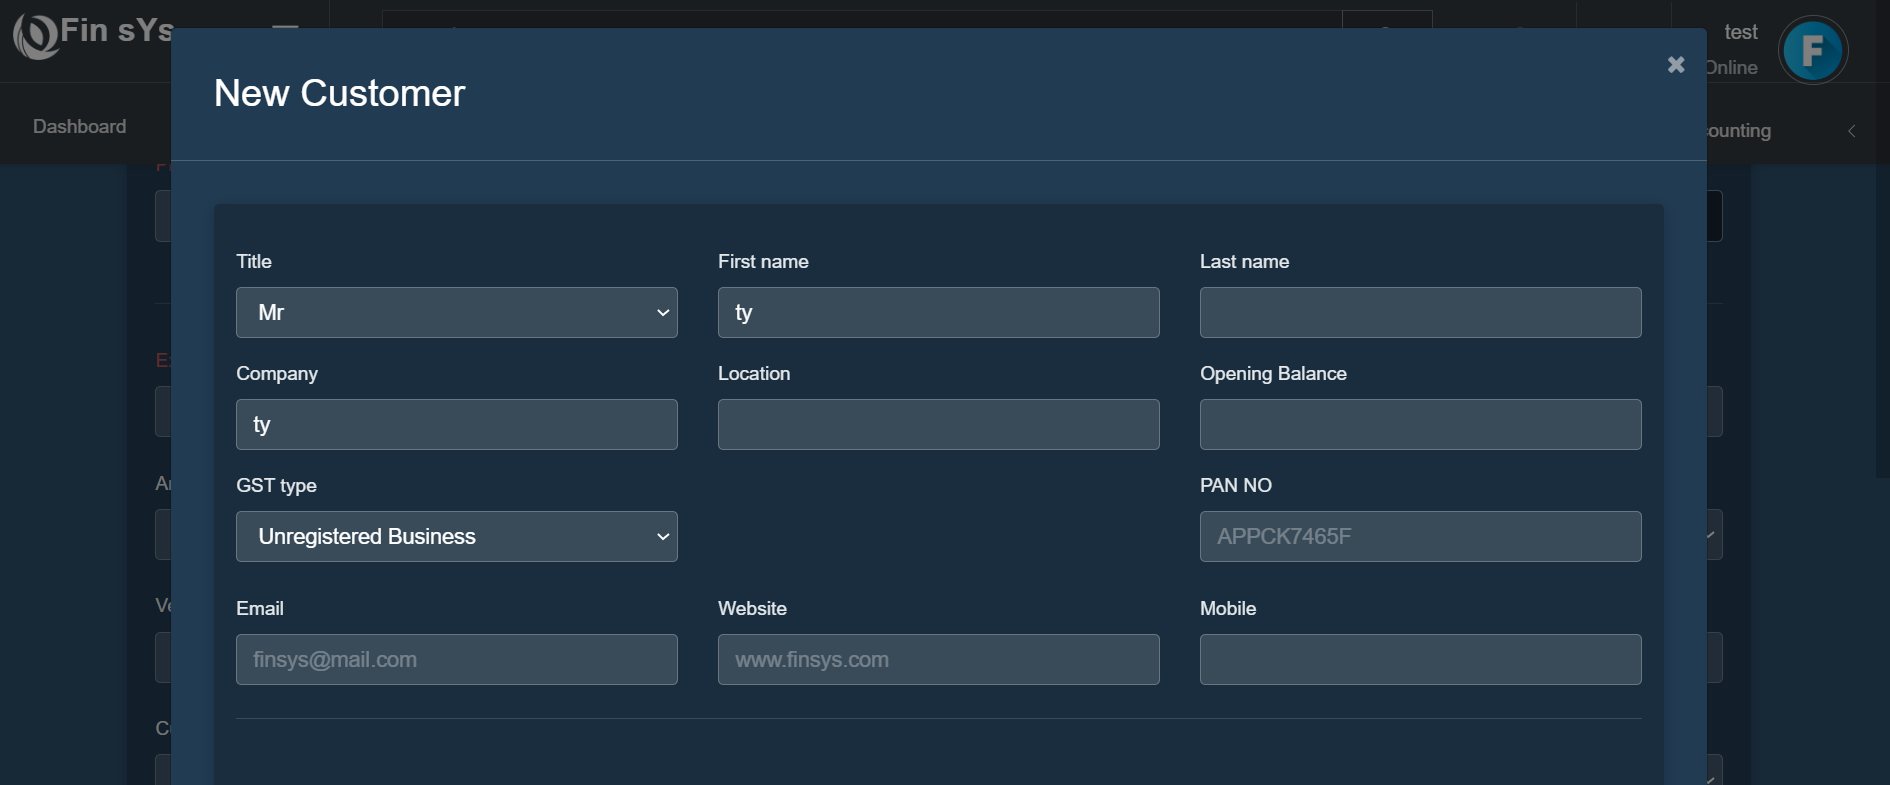 Fin sYs
test
Online
New Customer
Dashboard
ounting
Title
First name
Last name
Mr
ty
Company
Location
Opening Balance
ty
GST type
PAN NO
Unregistered Business
APPCK7465F
Email
Website
Mobile
finsys@mail.com
www.finsys.com